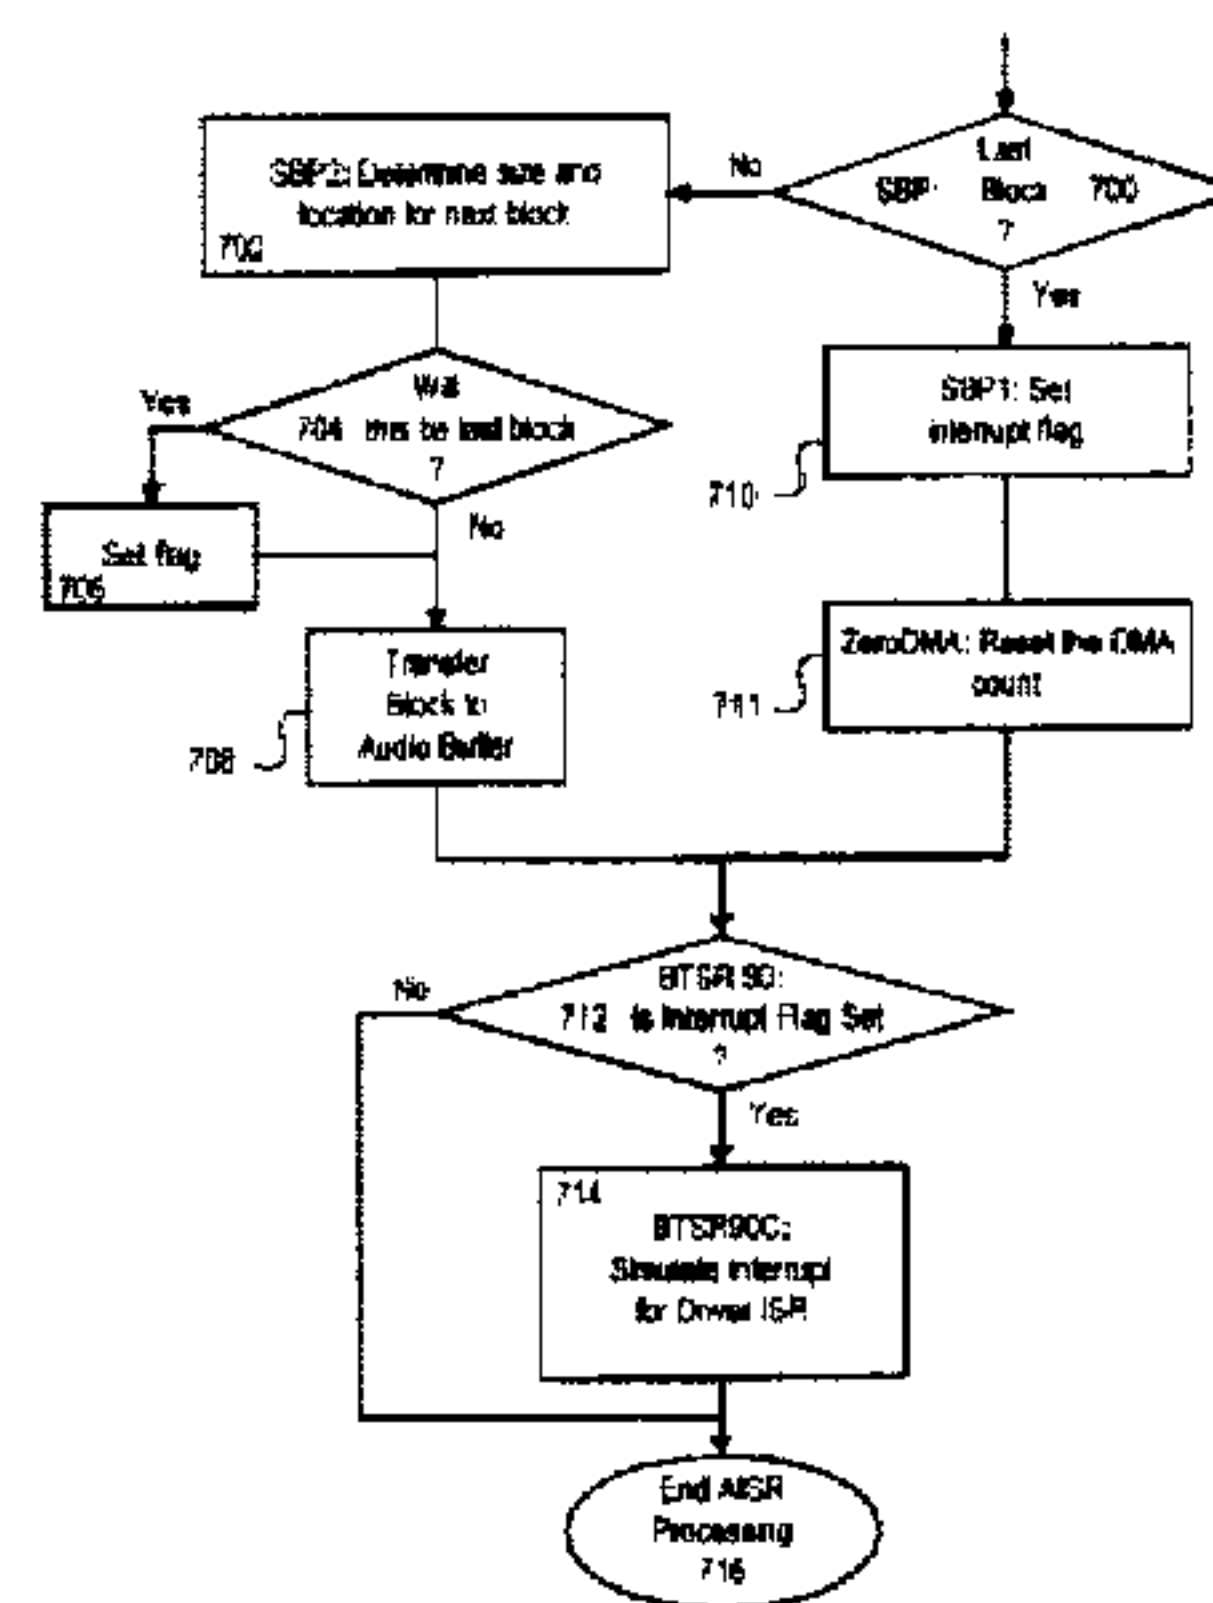 Last
SBP: Block 700
?
No
Yes
SBP2: Determine size and
location for next block
702
Will
704 this be last block
?
Yes
No
Set flag
706
Transfer
Block to
Audio Buffer
708
SBP1: Set
interrupt flag
710
ZeroDMA: Reset the DMA
count
711
BTSR 90:
712 Is Interrupt Flag Set
?
No
Yes
714
BTSR90C:
Simulate interrupt
for Driver ISR
End AISR
Processing
716